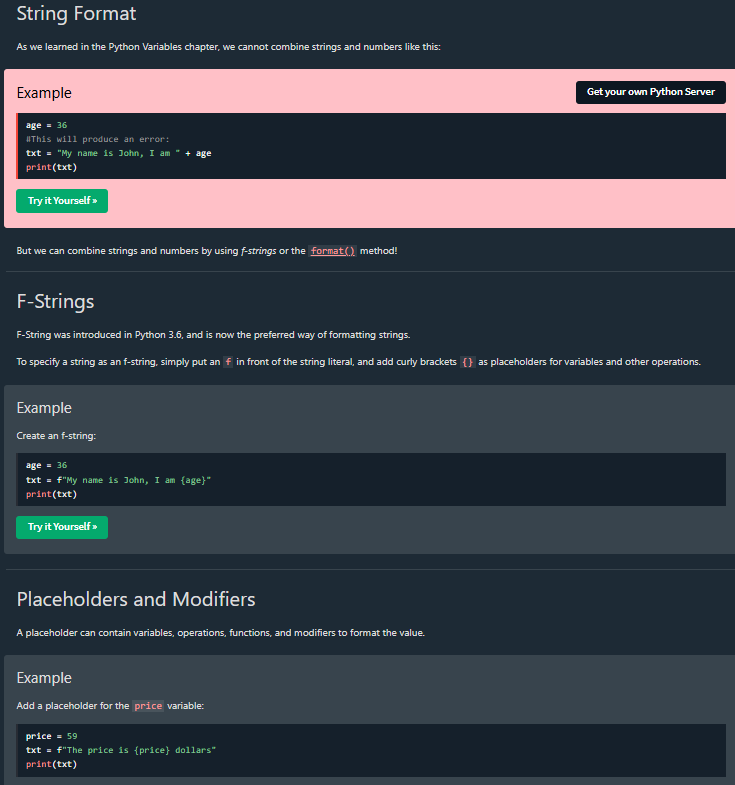 String Format
As we learned in the Python Variables chapter, we cannot combine strings and numbers like this:
Example
Get your own Python Server
age = 36
#This will produce an error:
txt = "My name is John, I am " + age
print(txt)
Try it Yourself »
But we can combine strings and numbers by using f-strings or the format() method!
F-Strings
F-String was introduced in Python 3.6, and is now the preferred way of formatting strings.
To specify a string as an f-string, simply put an f in front of the string literal, and add curly brackets {} as placeholders for variables and other operations.
Example
Create an f-string:
age = 36
txt = f"My name is John, I am {age}"
print(txt)
Try it Yourself »
Placeholders and Modifiers
A placeholder can contain variables, operations, functions, and modifiers to format the value.
Example
Add a placeholder for the price variable:
price = 59
txt = f"The price is {price} dollars"
print(txt)